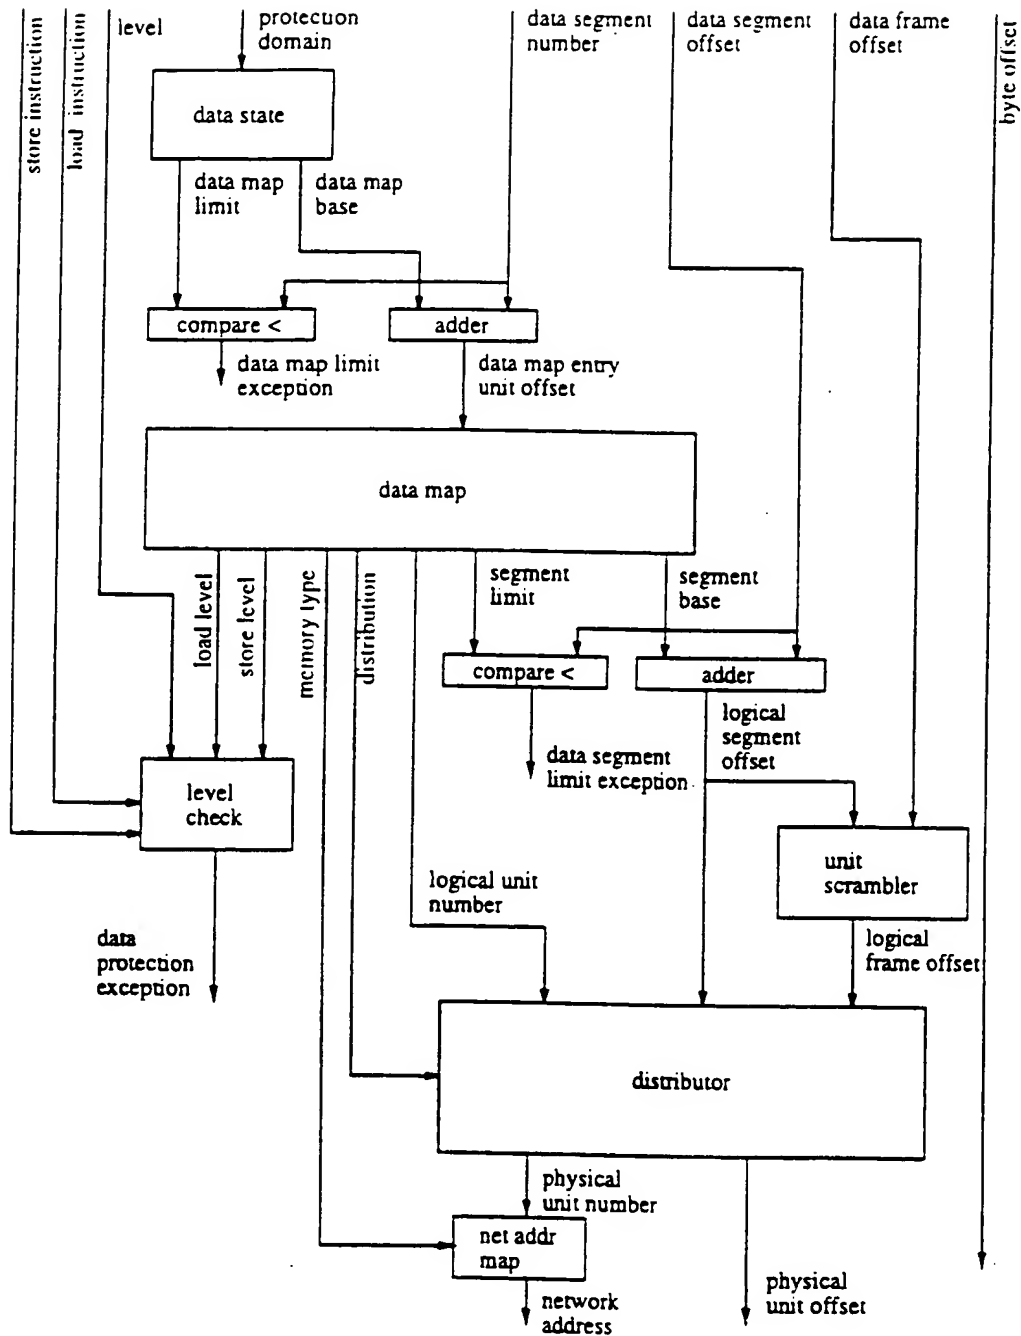 store instruction
load instruction
level
protection
domain
data segment
number
data segment
offset
data frame
offset
byte offset
data state
data map
limit
data map
base
compare <
adder
data map limit
exception
data map entry
unit offset
data map
load level
store level
memory type
distribution
segment
limit
segment
base
compare <
adder
data segment
limit exception
logical
segment
offset
level
check
unit
scrambler
logical unit
number
data
protection
exception
logical
frame offset
distributor
physical
unit number
net addr
map
network
address
physical
unit offset